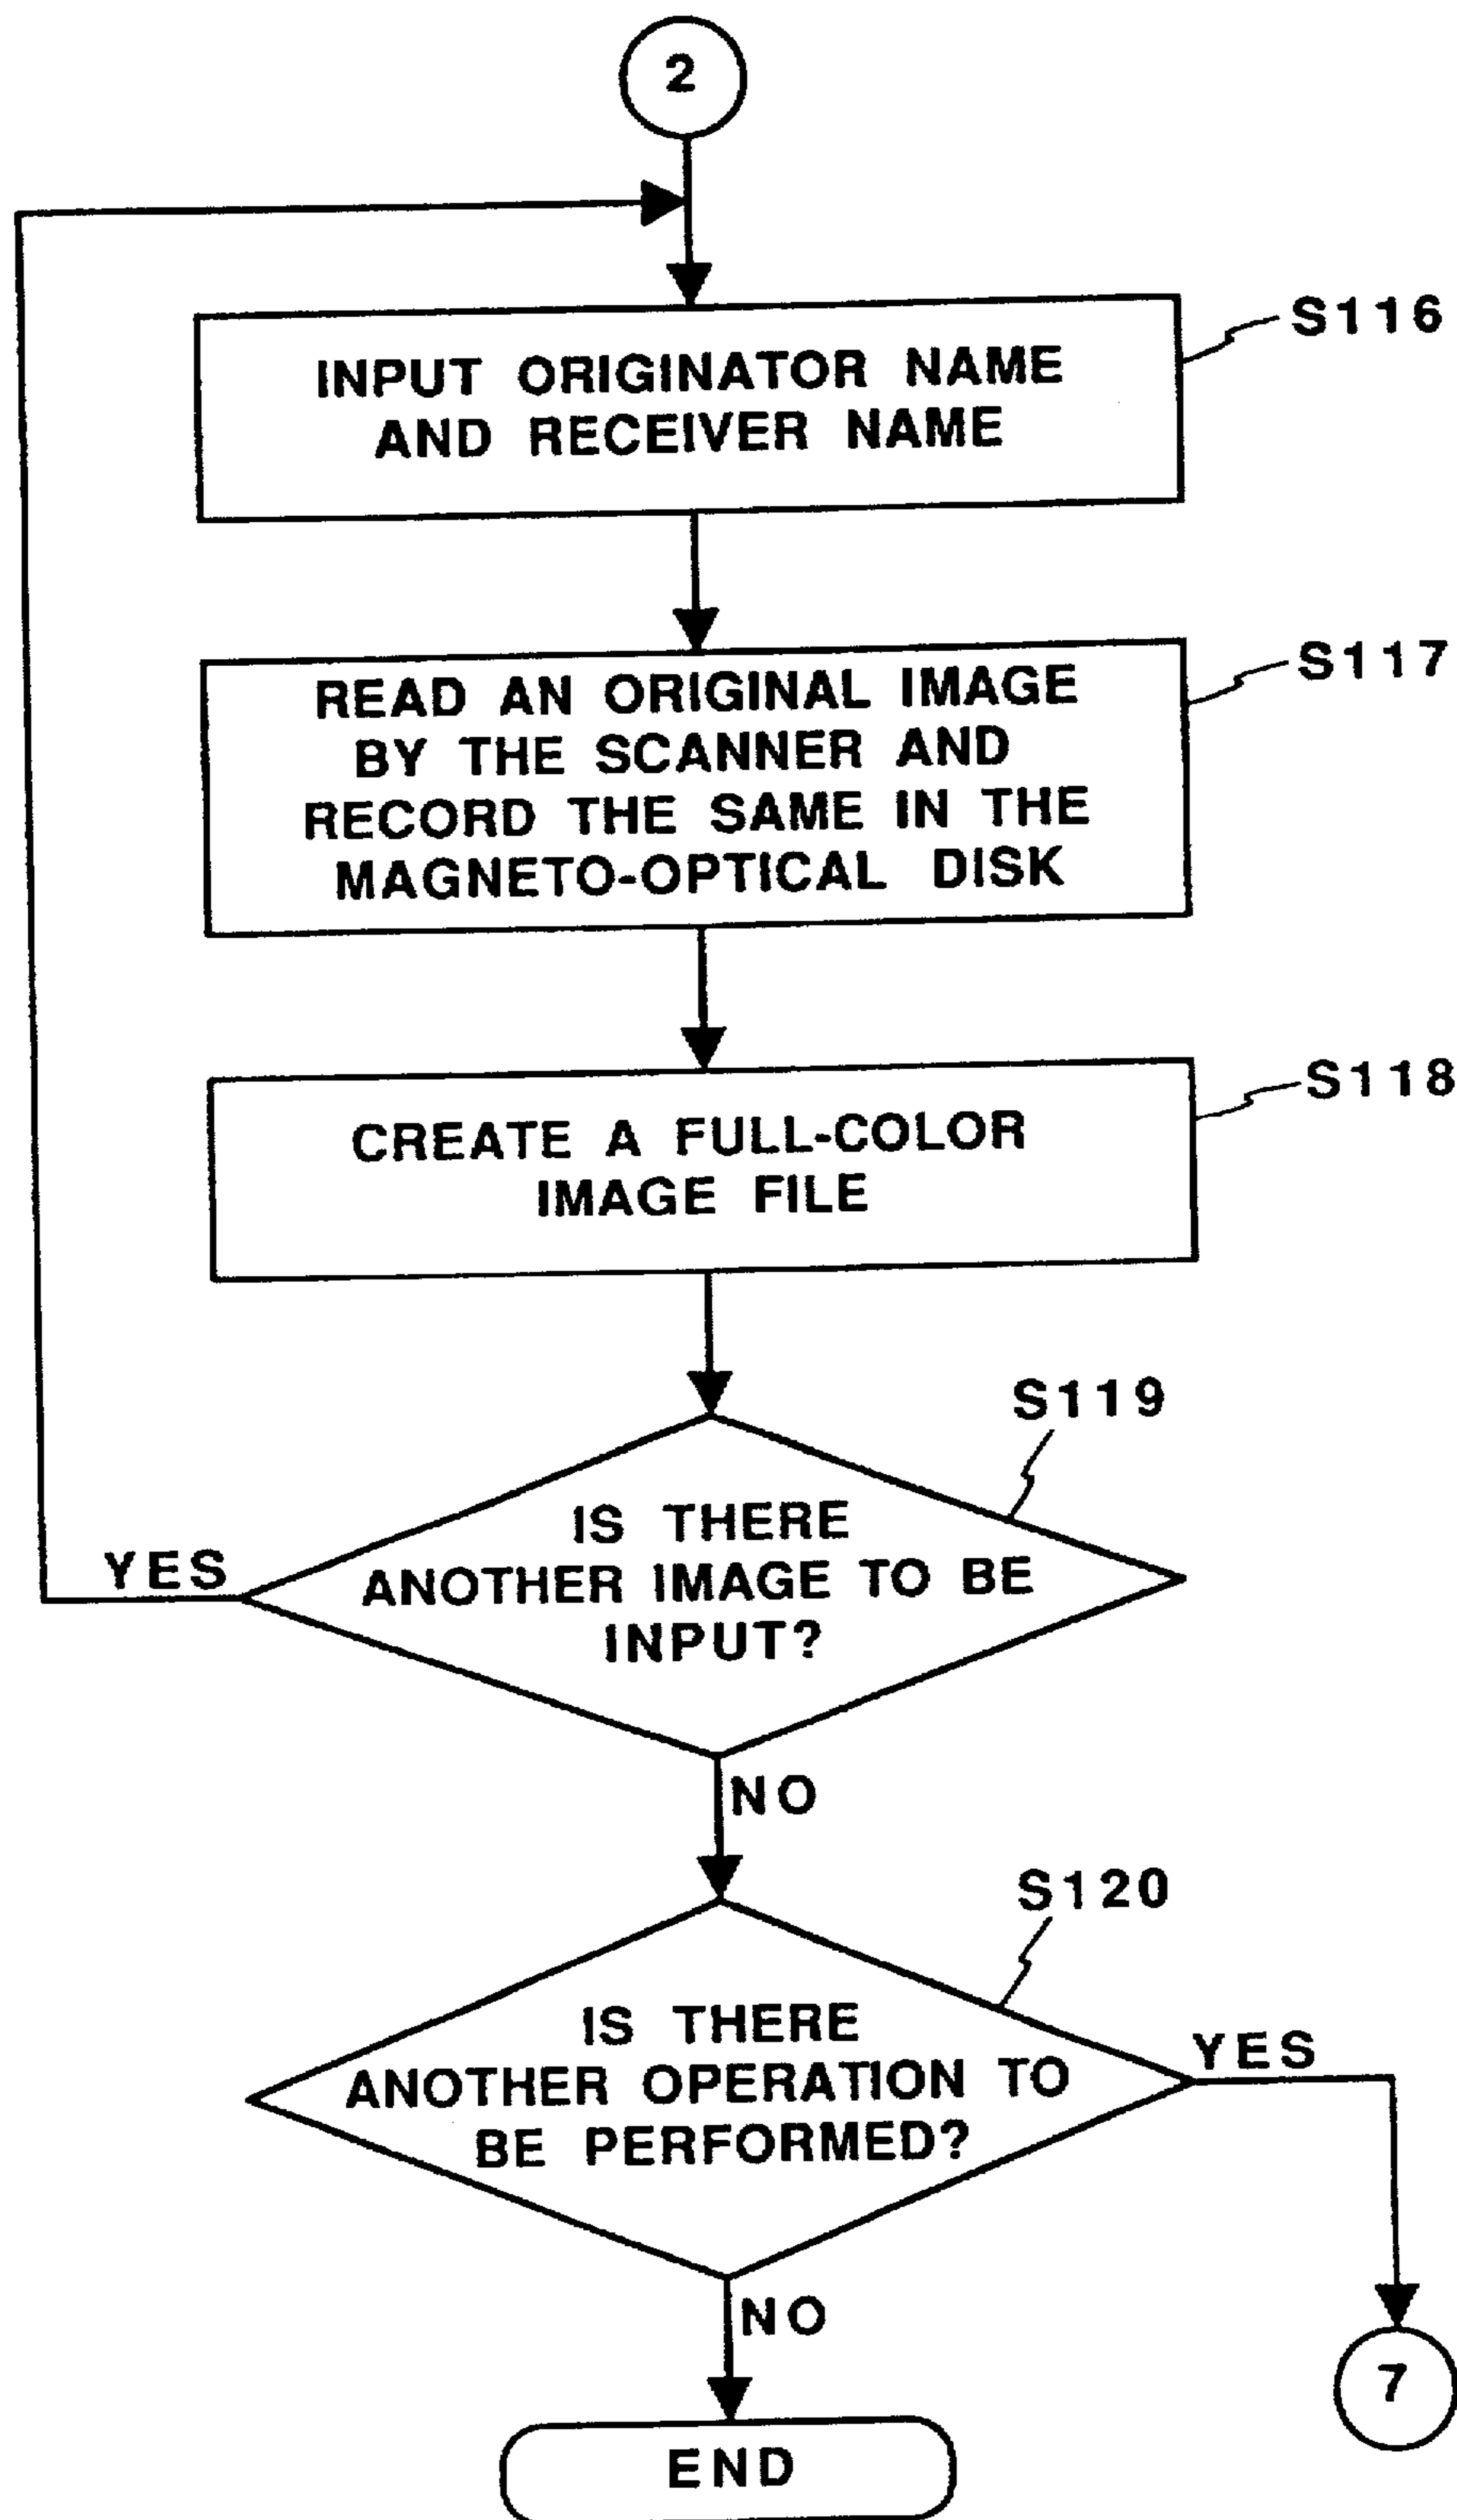 2
S116
INPUT ORIGINATOR NAME
AND RECEIVER NAME
S117
READ AN ORIGINAL IMAGE
BY THE SCANNER AND
RECORD THE SAME IN THE
MAGNETO-OPTICAL DISK
S118
CREATE A FULL-COLOR
IMAGE FILE
S119
IS THERE
ANOTHER IMAGE TO BE
INPUT?
YES
NO
S120
IS THERE
ANOTHER OPERATION TO
BE PERFORMED?
YES
NO
7
END